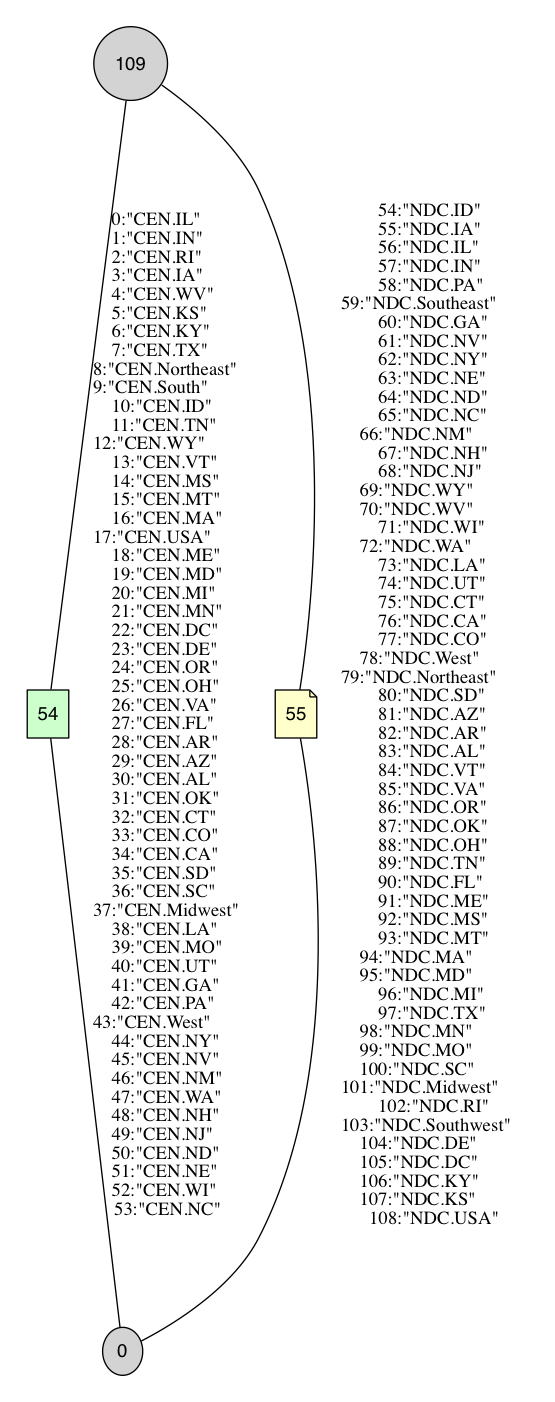 109
0:"CEN.IL"
1:"CEN.IN"
2:"CEN.RI"
3:"CEN.IA"
4:"CEN.WV"
5:"CEN.KS"
6:"CEN.KY"
7:"CEN.TX"
8:"CEN.Northeast"
9:"CEN.South"
10:"CEN.ID"
11:"CEN.TN"
12:"CEN.WY"
13:"CEN.VT"
14:"CEN.MS"
15:"CEN.MT"
16:"CEN.MA"
17:"CEN.USA"
18:"CEN.ME"
19:"CEN.MD"
20:"CEN.MI"
21:"CEN.MN"
22:"CEN.DC"
23:"CEN.DE"
24:"CEN.OR"
25:"CEN.OH"
26:"CEN.VA"
27:"CEN.FL"
28:"CEN.AR"
29:"CEN.AZ"
30:"CEN.AL"
31:"CEN.OK"
32:"CEN.CT"
33:"CEN.CO"
34:"CEN.CA"
35:"CEN.SD"
36:"CEN.SC"
37:"CEN.Midwest"
38:"CEN.LA"
39:"CEN.MO"
40:"CEN.UT"
41:"CEN.GA"
42:"CEN.PA"
43:"CEN.West"
44:"CEN.NY"
45:"CEN.NV"
46:"CEN.NM"
47:"CEN.WA"
48:"CEN.NH"
49:"CEN.NJ"
50:"CEN.ND"
51:"CEN.NE"
52:"CEN.WI"
53:"CEN.NC"
54:"NDC.ID"
55:"NDC.IA"
56:"NDC.IL"
57:"NDC.IN"
58:"NDC.PA"
59:"NDC.Southeast"
60:"NDC.GA"
61:"NDC.NV"
62:"NDC.NY"
63:"NDC.NE"
64:"NDC.ND"
65:"NDC.NC"
66:"NDC.NM"
67:"NDC.NH"
68:"NDC.NJ"
69:"NDC.WY"
70:"NDC.WV"
71:"NDC.WI"
72:"NDC.WA"
73:"NDC.LA"
74:"NDC.UT"
75:"NDC.CT"
76:"NDC.CA"
77:"NDC.CO"
78:"NDC.West"
79:"NDC.Northeast"
80:"NDC.SD"
81:"NDC.AZ"
82:"NDC.AR"
83:"NDC.AL"
84:"NDC.VT"
85:"NDC.VA"
86:"NDC.OR"
87:"NDC.OK"
88:"NDC.OH"
89:"NDC.TN"
90:"NDC.FL"
91:"NDC.ME"
92:"NDC.MS"
93:"NDC.MT"
94:"NDC.MA"
95:"NDC.MD"
96:"NDC.MI"
97:"NDC.TX"
98:"NDC.MN"
99:"NDC.MO"
100:"NDC.SC"
101:"NDC.Midwest"
102:"NDC.RI"
103:"NDC.Southwest"
104:"NDC.DE"
105:"NDC.DC"
106:"NDC.KY"
107:"NDC.KS"
108:"NDC.USA"
54
55
0